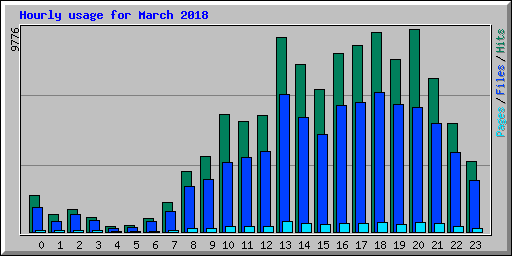 Hourly usage for March 2018
9776
Pages / Files / Hits
0 1 2 3 4 5 6 7 8 9 10 11 12 13 14 15 16 17 18 19 20 21 22 23